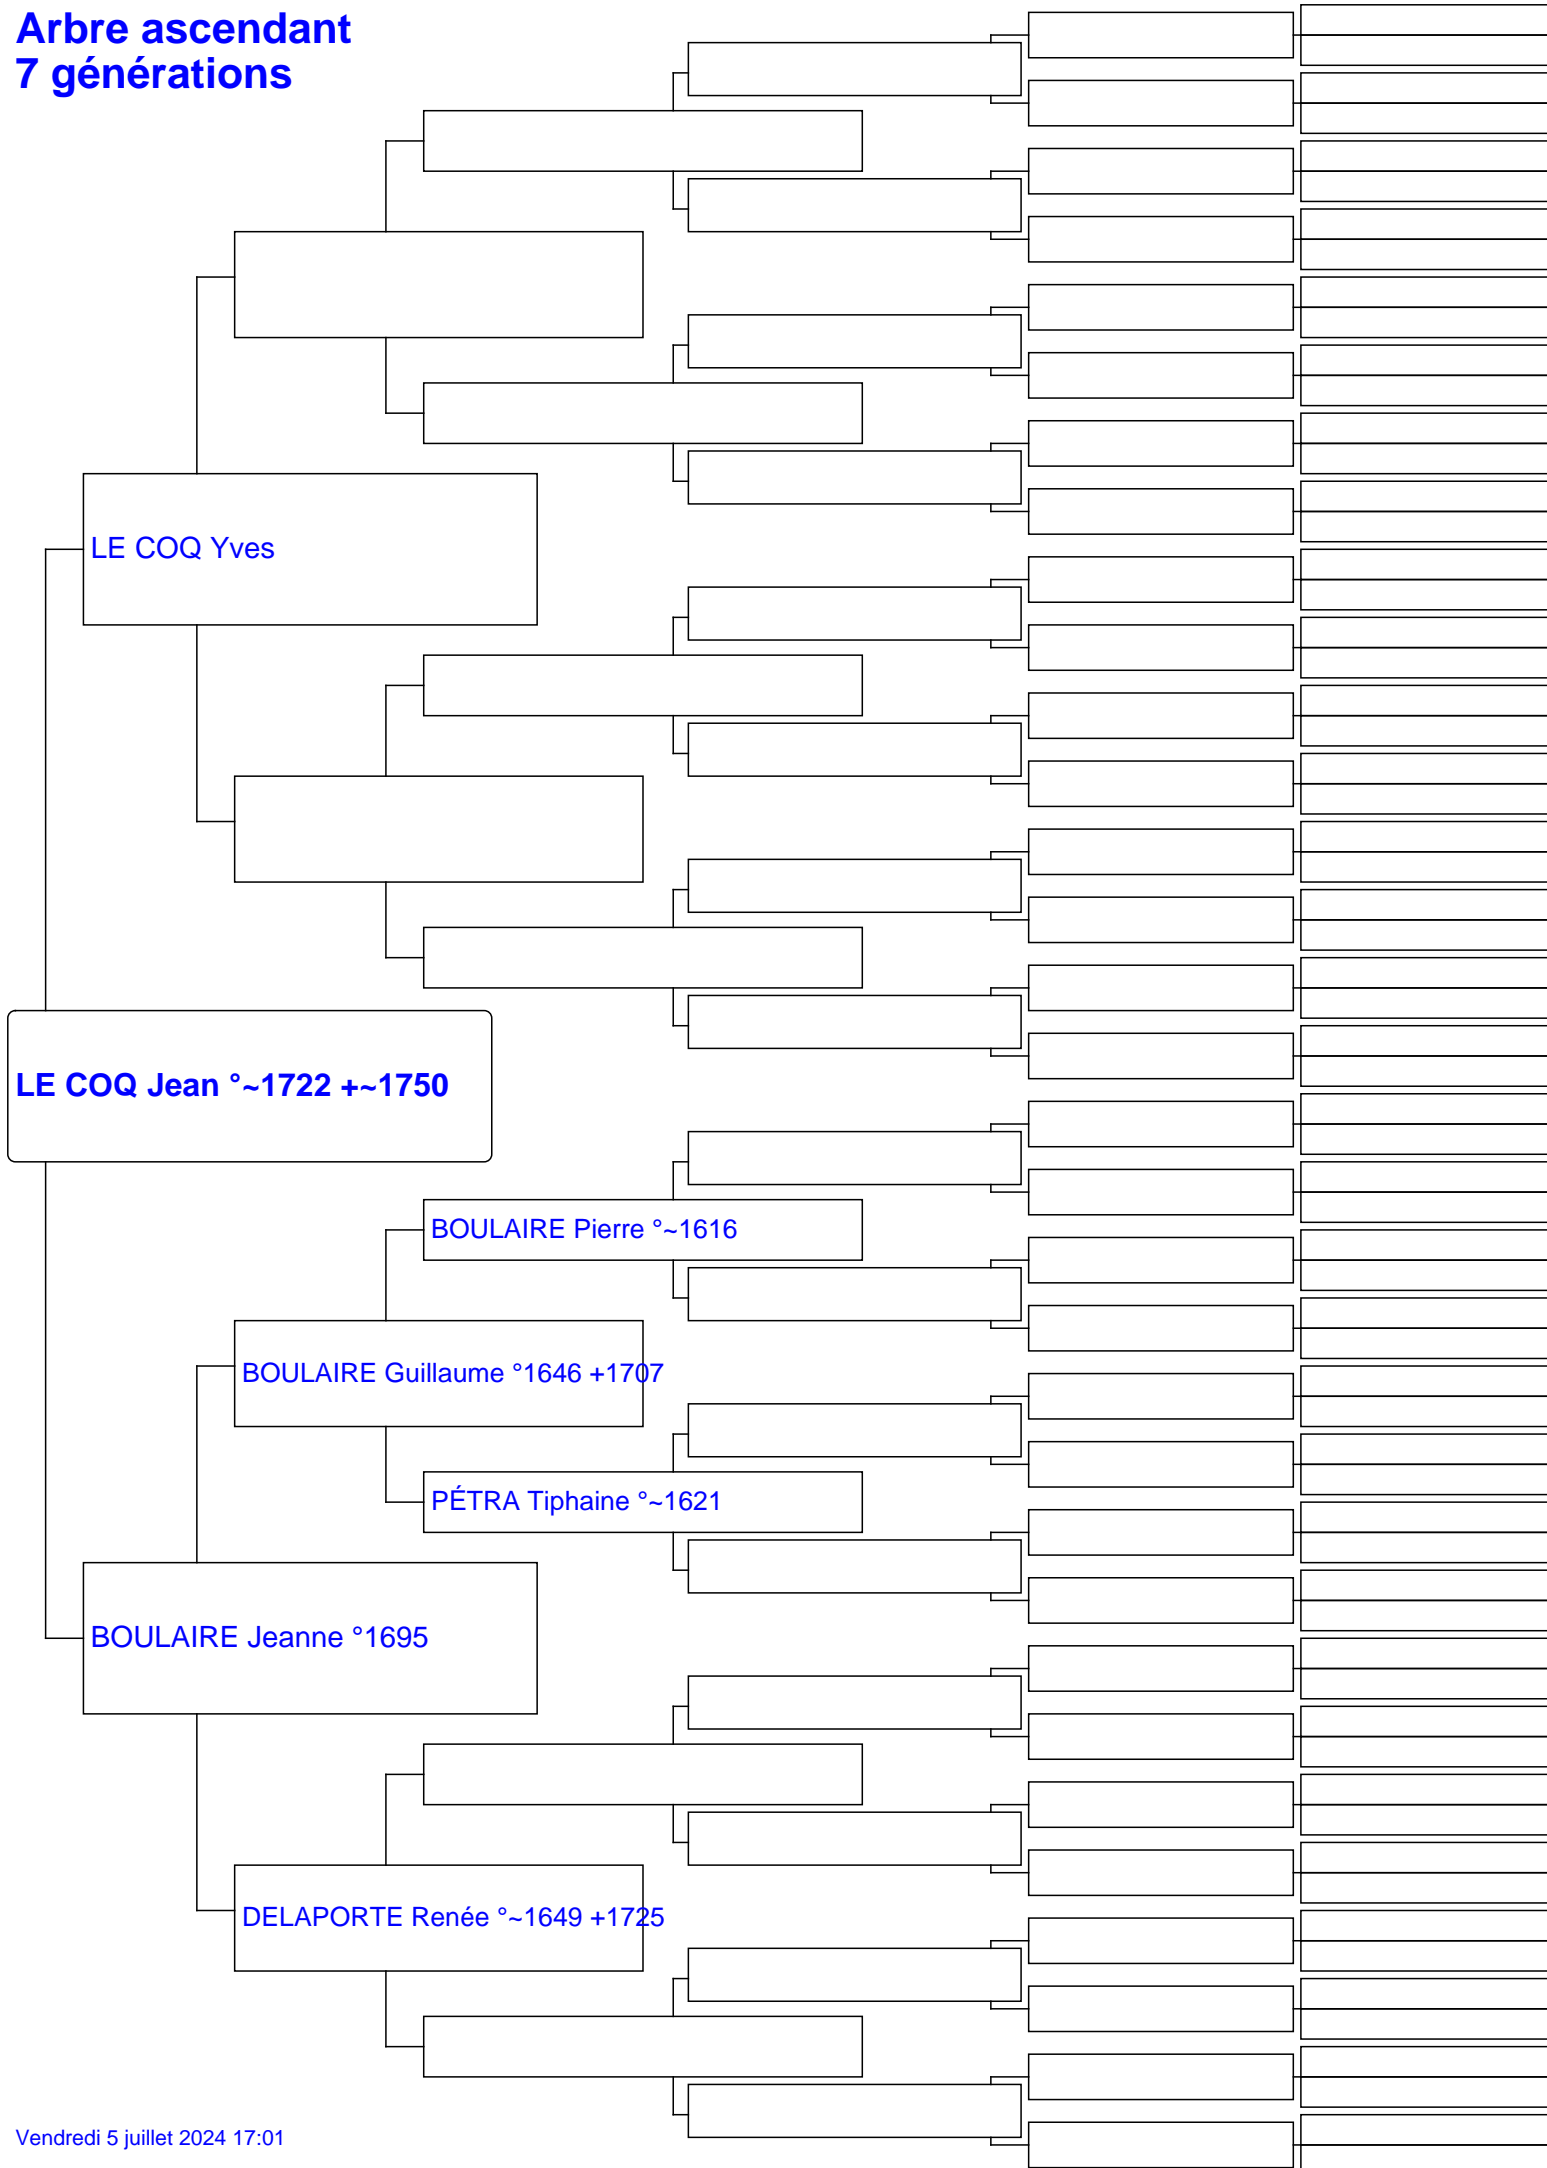 Arbre ascendant
7 générations
LE COQ Yves
LE COQ Jean °~1722 +~1750
BOULAIRE Pierre °~1616
BOULAIRE Guillaume °1646 +1707
PÉTRA Tiphaine °~1621
BOULAIRE Jeanne °1695
DELAPORTE Renée °~1649 +1725
Vendredi 5 juillet 2024 17:01